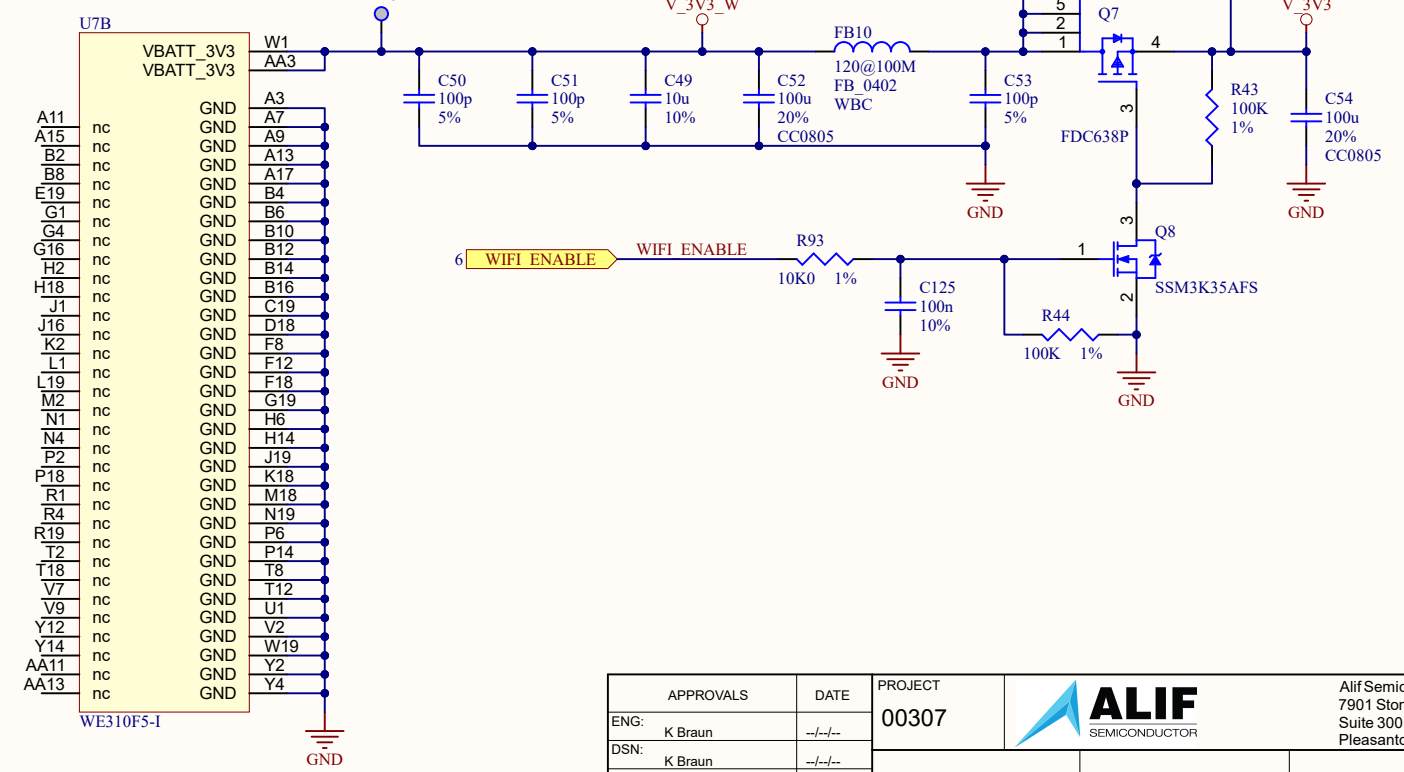 U7B
VBATT_3V3 W1
VBATT_3V3 AA3
GND A3
A11 nc GND A7
A15 nc GND A9
B2 nc GND A13
B8 nc GND A17
E19 nc GND B4
G1 nc GND B6
G4 nc GND B10
G16 nc GND B12
H2 nc GND B14
H18 nc GND B16
J1 nc GND C19
J16 nc GND D18
K2 nc GND F8
L1 nc GND F12
L19 nc GND F18
M2 nc GND G19
N1 nc GND H6
N4 nc GND H14
P2 nc GND J19
P18 nc GND K18
R1 nc GND M18
R4 nc GND N19
R19 nc GND P6
T2 nc GND P14
T18 nc GND T8
V7 nc GND T12
V9 nc GND U1
Y12 nc GND V2
Y14 nc GND W19
AA11 nc GND Y2
AA13 nc GND Y4
WE310F5-I
GND
V_3V3_W
C50
100p
5%
C51
100p
5%
C49
10u
10%
C52
100u
20%
CC0805
FB10
120@100M
FB_0402
WBC
C53
100p
5%
GND
5
2
1
Q7
4
3
FDC638P
V_3V3
R43
100K
1%
C54
100u
20%
CC0805
GND
6 WIFI_ENABLE
WIFI_ENABLE
R93
10K0 1%
C125
100n
10%
GND
1
3
Q8
2
SSM3K35AFS
R44
100K 1%
GND
APPROVALS DATE
ENG:
K Braun --/--/--
DSN:
K Braun --/--/--
PROJECT
00307
ALIF
SEMICONDUCTOR
Alif Semic
7901 Ston
Suite 300
Pleasanto